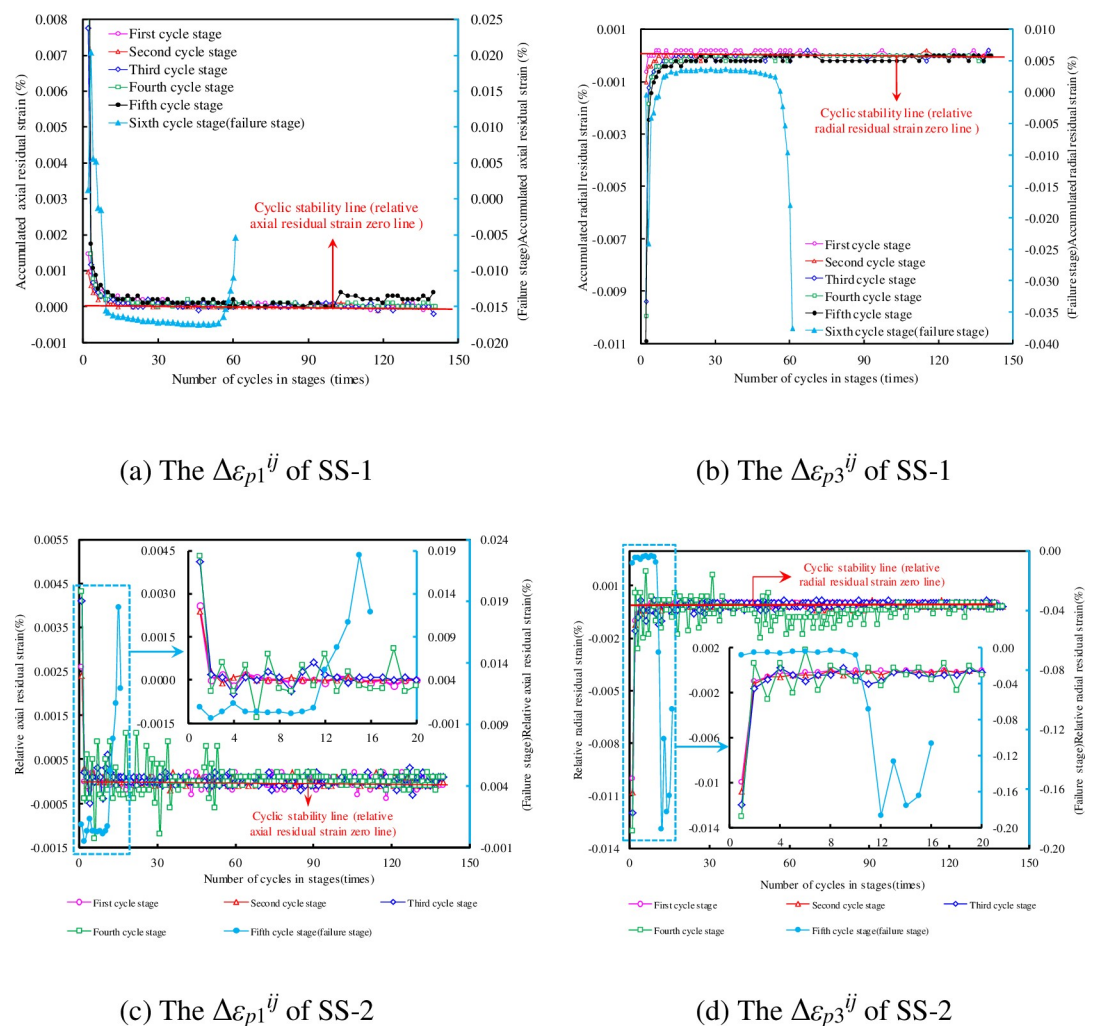 0.008
0.007
0.006
0.005
0.004
0.003
0.002
0.001
0.000
-0.001
Accumulated axial residual strain (%)
First cycle stage
Second cycle stage
Third cycle stage
Fourth cycle stage
Fifth cycle stage
Sixth cycle stage(failure stage)
Cyclic stability line (relative
axial residual strain zero line )
0.025
0.020
0.015
0.010
0.005
0.000
-0.005
-0.010
-0.015
-0.020
(Failure stage)Accumulated axial residual strain (%)
0 30 60 90 120 150
Number of cycles in stages (times)
(a) The Δεp1ij of SS-1
0.001
-0.001
-0.003
-0.005
-0.007
-0.009
-0.011
Accumulated radiall residual strain (%)
Cyclic stability line (relative
radial residual strain zero line )
First cycle stage
Second cycle stage
Third cycle stage
Fourth cycle stage
Fifth cycle stage
Sixth cycle stage(failure stage)
0.010
0.005
0.000
-0.005
-0.010
-0.015
-0.020
-0.025
-0.030
-0.035
-0.040
(Failure stage)Accumulated radial residual strain (%)
0 30 60 90 120 150
Number of cycles in stages (times)
(b) The Δεp3ij of SS-1
0.0055
0.0045
0.0035
0.0025
0.0015
0.0005
-0.0005
-0.0015
Relative axial residual strain(%)
0.0045
0.0030
0.0015
0.0000
-0.0015
0 4 8 12 16 20
0.019
0.014
0.009
0.004
-0.001
Cyclic stability line (relative
axial residual strain zero line)
0.024
0.019
0.014
0.009
0.004
-0.001
(Failure stage)Relative axial residual strain(%)
0 30 60 90 120 150
Number of cycles in stages(times)
First cycle stage Second cycle stage Third cycle stage
Fourth cycle stage Fifth cycle stage(failure stage)
(c) The Δεp1ij of SS-2
0.001
-0.002
-0.005
-0.008
-0.011
-0.014
Relative radial residual strain(%)
Cyclic stability line (relative
radial residual strain zero line)
0.002
-0.002
-0.006
-0.01
-0.014
0 4 8 12 16 20
0.00
-0.04
-0.08
-0.12
-0.16
-0.20
0.00
-0.04
-0.08
-0.12
-0.16
-0.20
(Failure stage)Relative radial residual strain(%)
0 30 60 90 120 150
Number of cycles in stages(times)
First cycle stage Second cycle stage Third cycle stage
Fourth cycle stage Fifth cycle stage(failure stage)
(d) The Δεp3ij of SS-2